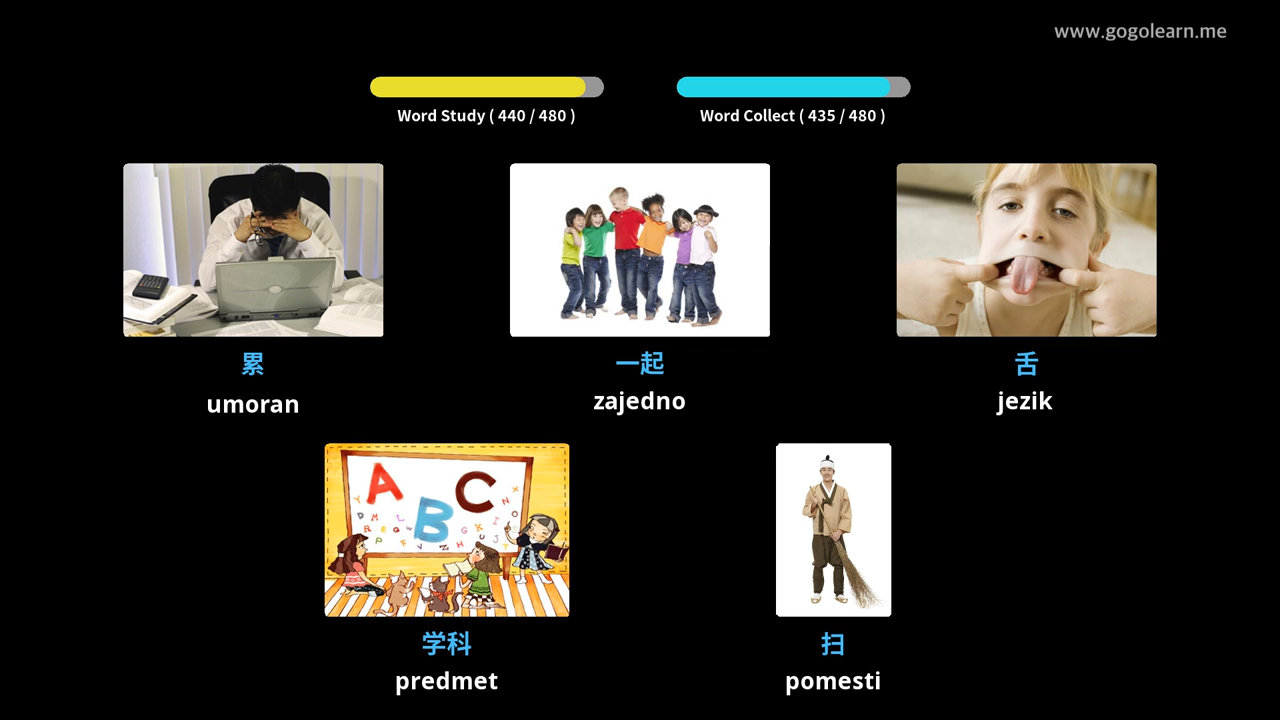 www.gogolearn.me
Word Study ( 440 / 480 )
Word Collect ( 435 / 480 )
累
umoran
一起
zajedno
舌
jezik
A
B
C
学科
predmet
扫
pomesti